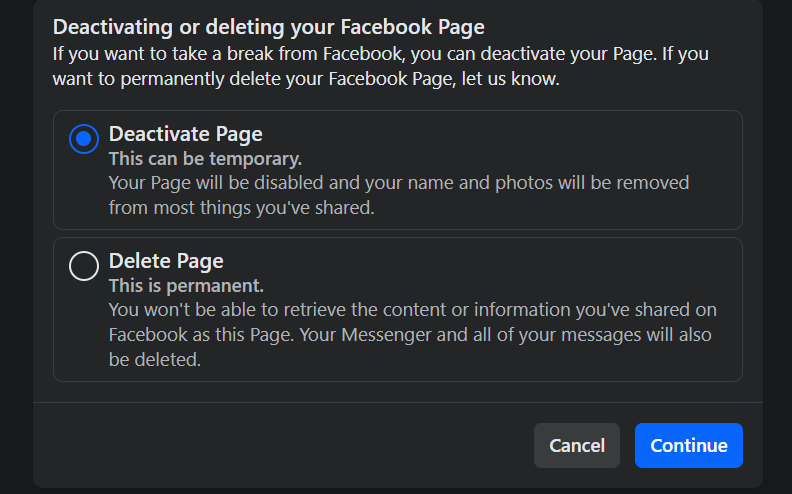 Deactivating or deleting your Facebook Page
If you want to take a break from Facebook, you can deactivate your Page. If you
want to permanently delete your Facebook Page, let us know.
Deactivate Page
This can be temporary.
Your Page will be disabled and your name and photos will be removed
from most things you've shared.
Delete Page
This is permanent.
You won't be able to retrieve the content or information you've shared on
Facebook as this Page. Your Messenger and all of your messages will also
be deleted.
Cancel
Continue